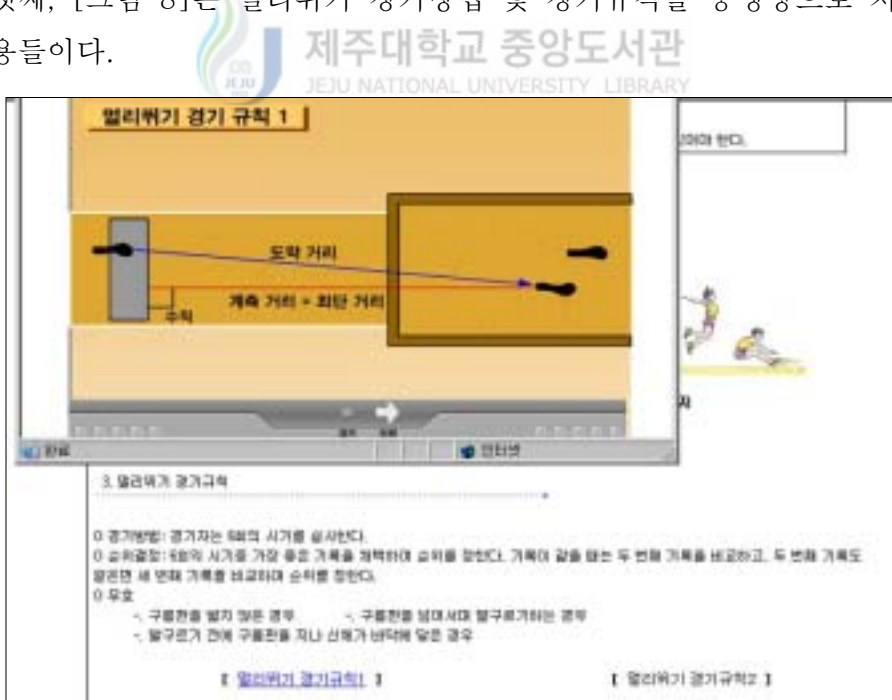 [그림 8]은 멀리뛰기 경기방법 및 경기규칙을 동영상으로
용들이다.
제주대학교 중앙도서관
JEJU NATIONAL UNIVERSITY LIBRARY
JEJU
멀리뛰기 경기 규칙 1
한다.
도약 거리
계측 거리 = 최단 거리
수직
완료
인터넷
3. 멀리뛰기 경기규칙
0 경기방법: 경기자는 6회의 시기를 실시한다.
0 순위결정: 6회의 시기중 가장 좋은 기록을 채택하여 순위를 정한다. 기록이 같을 때는 두 번째 기록을 비교하고, 두 번째 기록도
같은면 세 번째 기록를 비교하여 순위를 정한다.
0 무효
-. 구름판을 밟지 않은 경우 -. 구름판을 넘어서며 발구르기하는 경우
-. 발구르기 전에 구름판을 지나 신체가 바닥에 닿은 경우
【 멀리뛰기 경기규칙1 】 【 멀리뛰기 경기규칙2 】